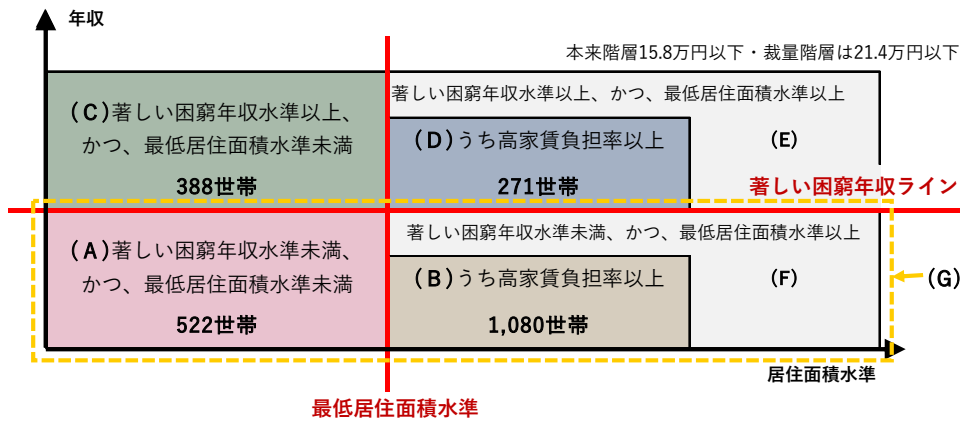 年収
本来階層15.8万円以下・裁量階層は21.4万円以下
(C)著しい困窮年収水準以上、
かつ、最低居住面積水準未満
388世帯
著しい困窮年収水準以上、かつ、最低居住面積水準以上
(D)うち高家賃負担率以上
271世帯
(E)
著しい困窮年収ライン
(A)著しい困窮年収水準未満、
かつ、最低居住面積水準未満
522世帯
著しい困窮年収水準未満、かつ、最低居住面積水準以上
(B)うち高家賃負担率以上
1,080世帯
(F)
(G)
居住面積水準
最低居住面積水準